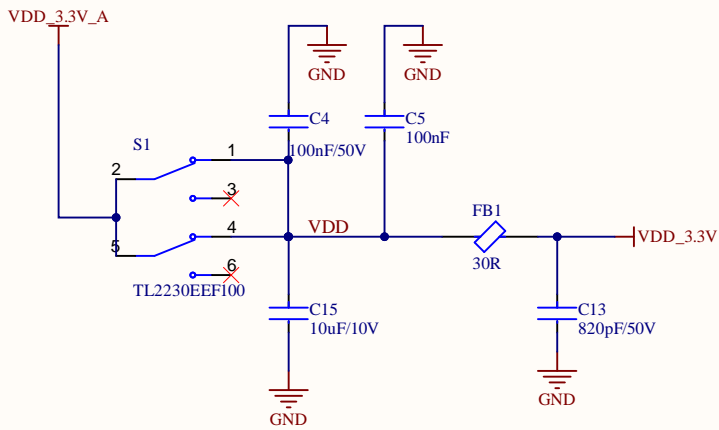 VDD_3.3V_A
GND
GND
C4
100nF/50V
C5
100nF
S1
1
2
3
4
5
6
TL2230EEF100
VDD
FB1
30R
VDD_3.3V
C15
10uF/10V
C13
820pF/50V
GND
GND